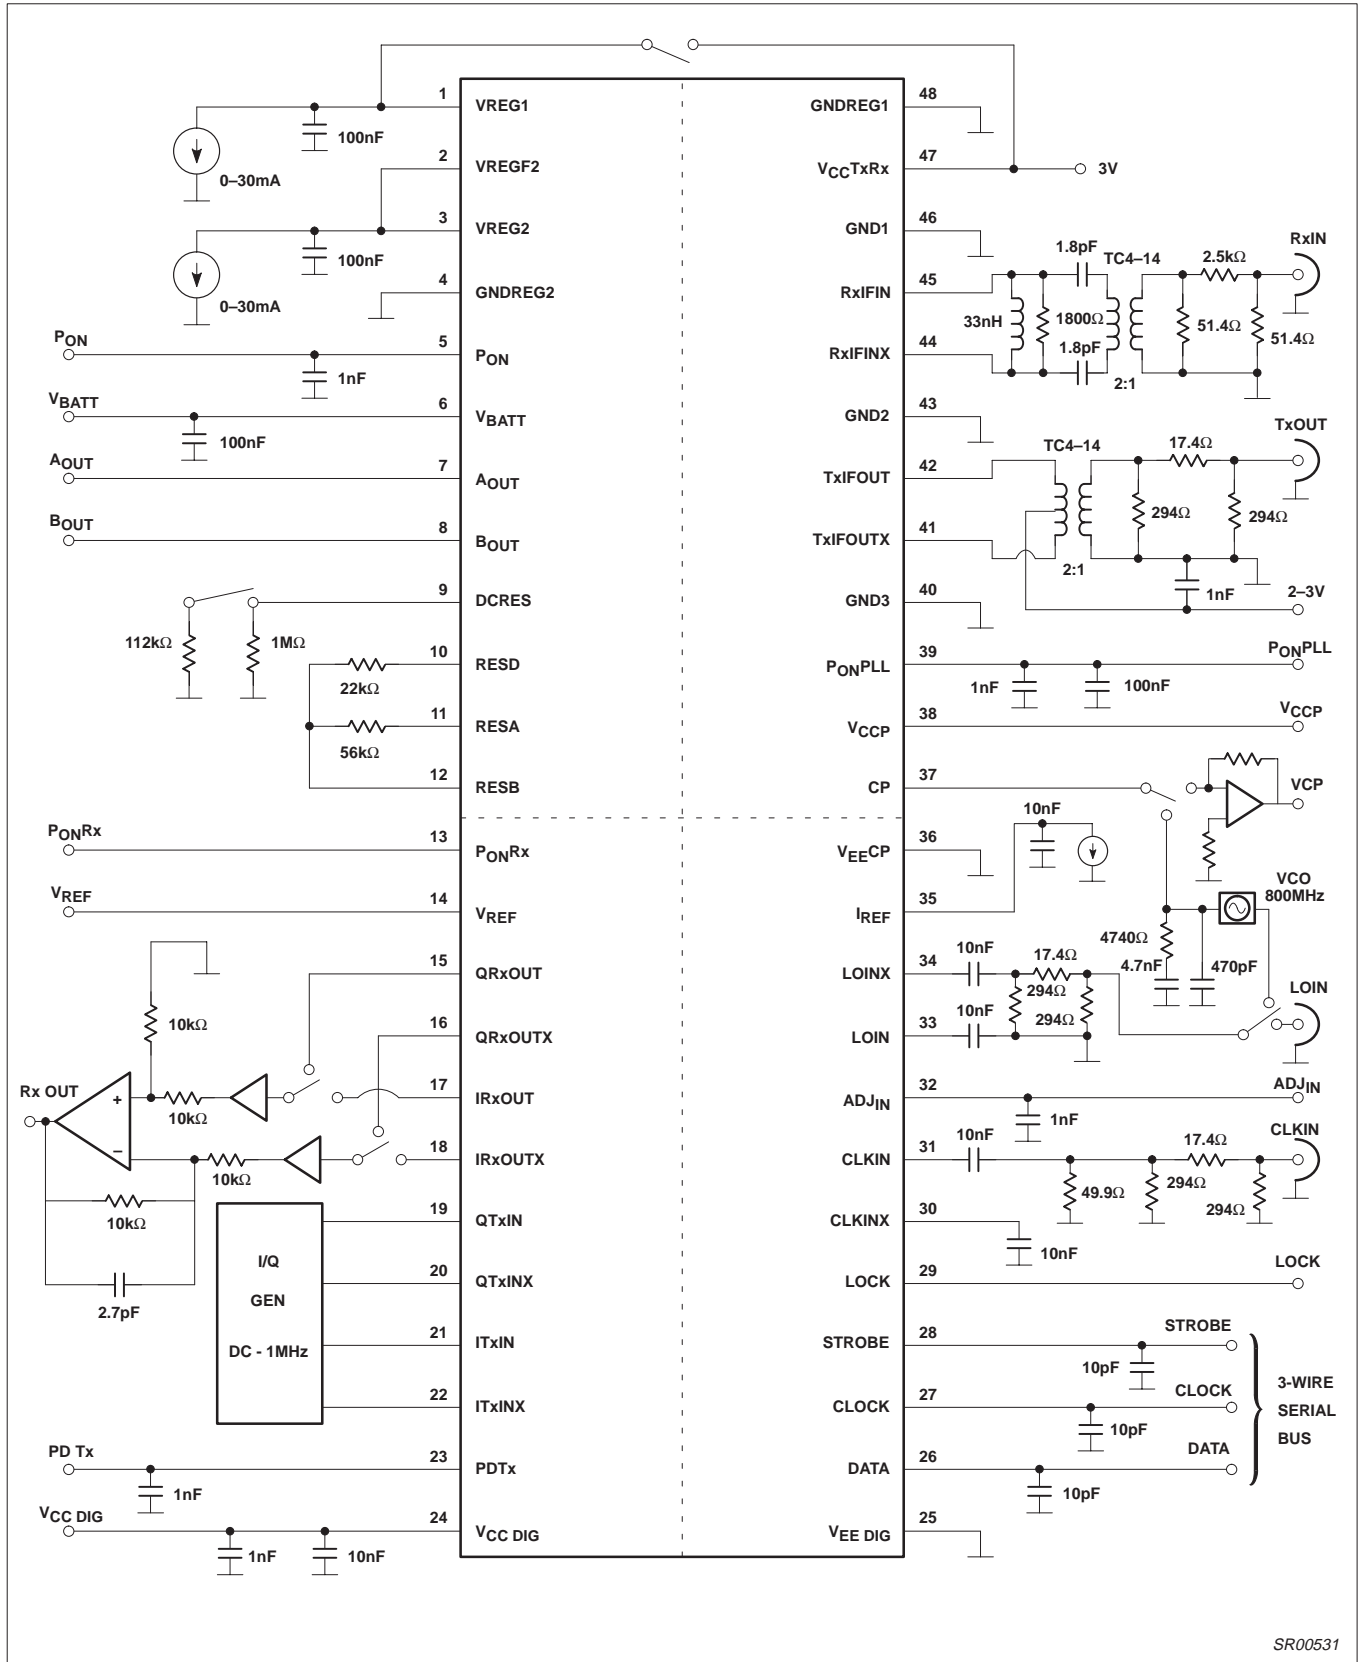 1 VREG1
100nF
0–30mA
2 VREGF2
3 VREG2
100nF
0–30mA
4 GNDREG2
PON
5 PON
1nF
VBATT
6 VBATT
100nF
AOUT
7 AOUT
BOUT
8 BOUT
9 DCRES
112kΩ
1MΩ
10 RESD
22kΩ
11 RESA
56kΩ
12 RESB
PONRx
13 PONRx
VREF
14 VREF
15 QRxOUT
10kΩ
16 QRxOUTX
Rx OUT
+
–
17 IRxOUT
10kΩ
18 IRxOUTX
10kΩ
10kΩ
2.7pF
I/Q
GEN
DC - 1MHz
19 QTxIN
20 QTxINX
21 ITxIN
22 ITxINX
PD Tx
23 PDTx
1nF
VCC DIG
24 VCC DIG
1nF
10nF
GNDREG1 48
VCCTxRx 47
3V
GND1 46
RxIFIN 45
1.8pF
TC4–14
2.5kΩ
RxIN
33nH
1800Ω
51.4Ω
51.4Ω
RxIFINX 44
1.8pF
2:1
GND2 43
TxOUT
TxIFOUT 42
TC4–14
17.4Ω
294Ω
294Ω
TxIFOUTX 41
2:1
1nF
2–3V
GND3 40
PONPLL 39
PONPLL
1nF
100nF
VCCP 38
VCCP
CP 37
VCP
10nF
VEECP 36
IREF 35
VCO
800MHz
4740Ω
4.7nF
470pF
LOINX 34
10nF
17.4Ω
294Ω
294Ω
LOIN
LOIN 33
10nF
ADJIN 32
ADJIN
1nF
CLKIN 31
10nF
17.4Ω
CLKIN
49.9Ω
294Ω
294Ω
CLKINX 30
10nF
LOCK 29
LOCK
STROBE 28
STROBE
10pF
CLOCK 27
CLOCK
10pF
DATA 26
DATA
10pF
3-WIRE
SERIAL
BUS
VEE DIG 25
SR00531